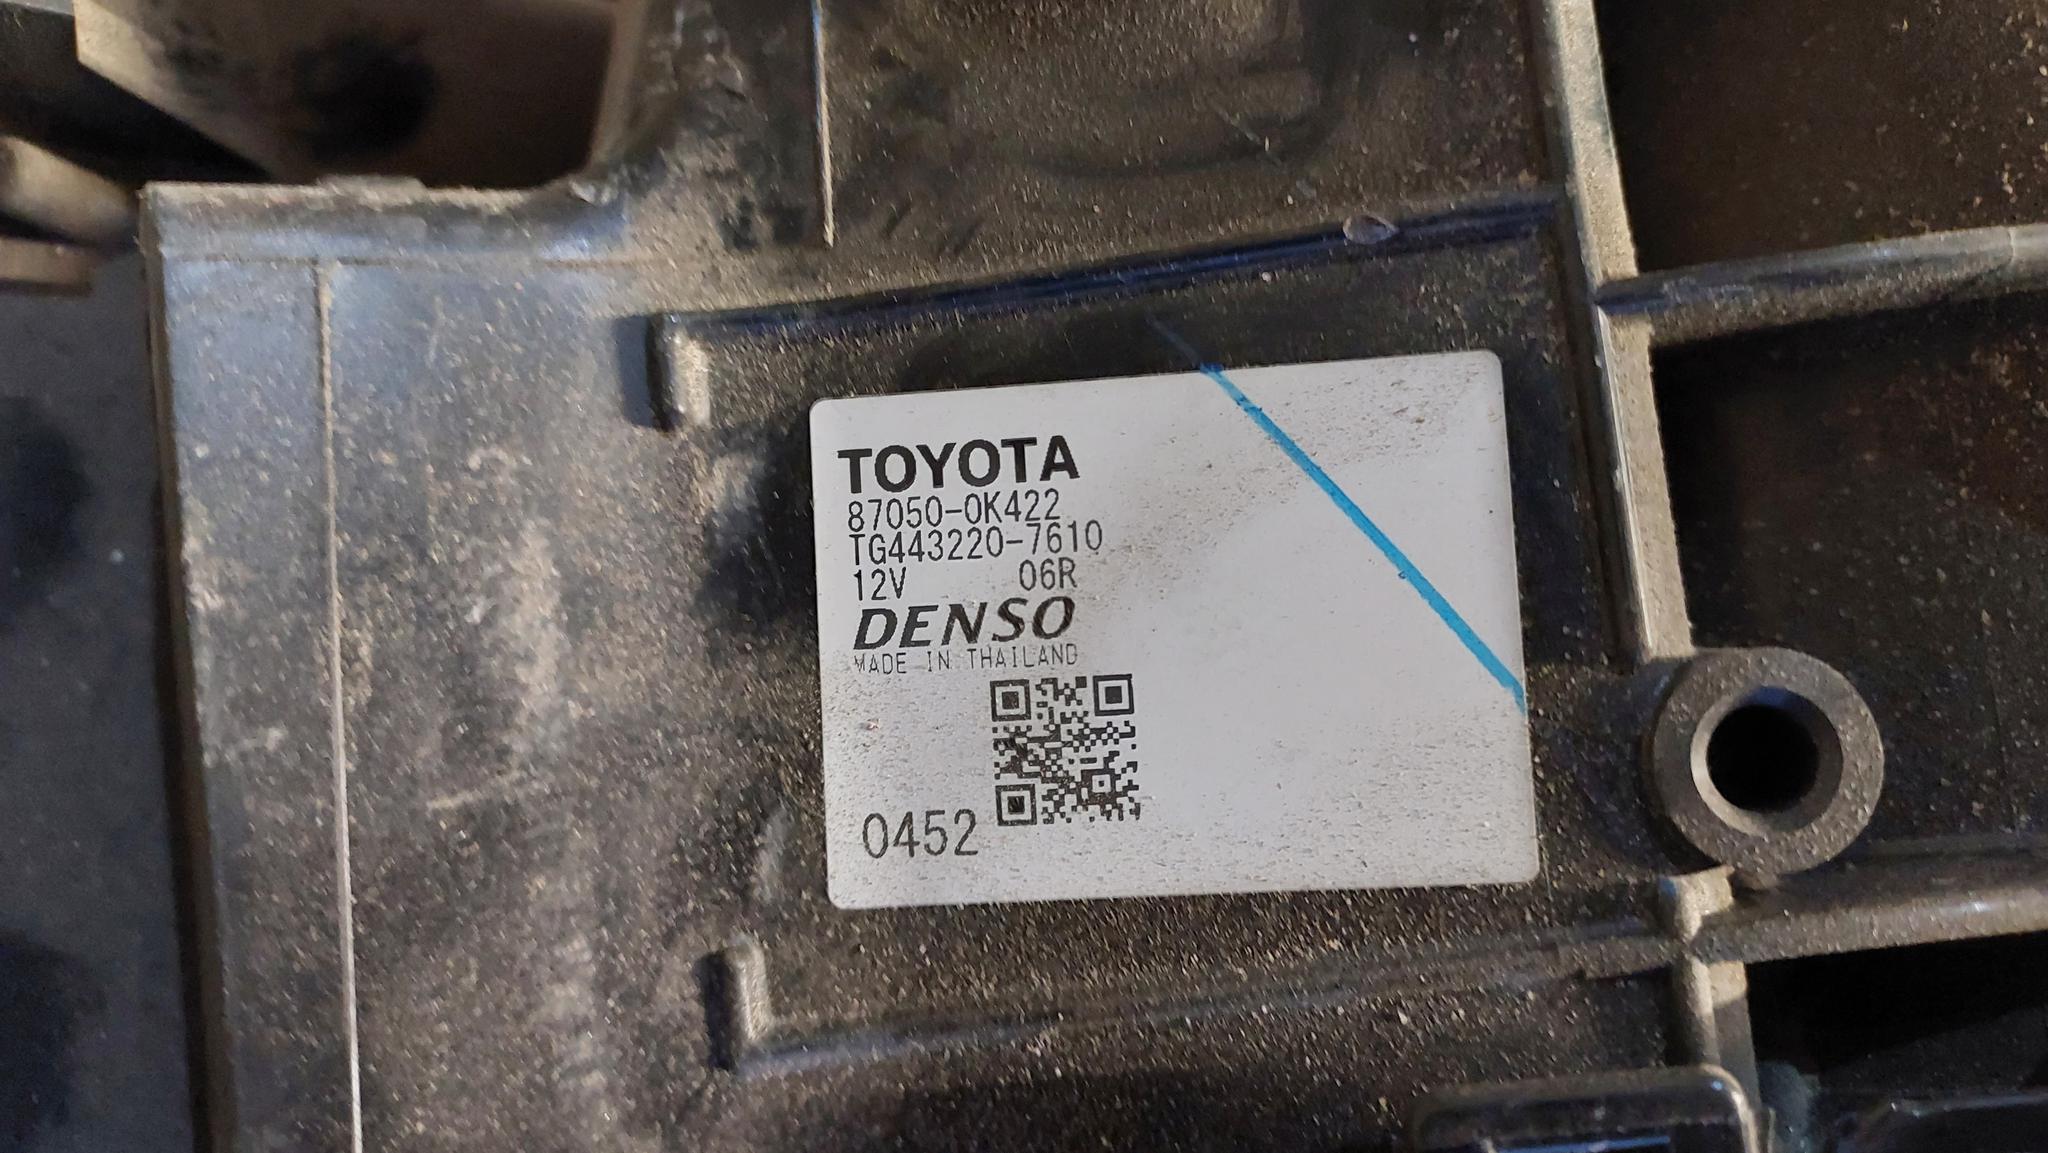 TOYOTA
87050-0K422
TG443220-7610
12V 06R
DENSO
MADE IN THAILAND
0452